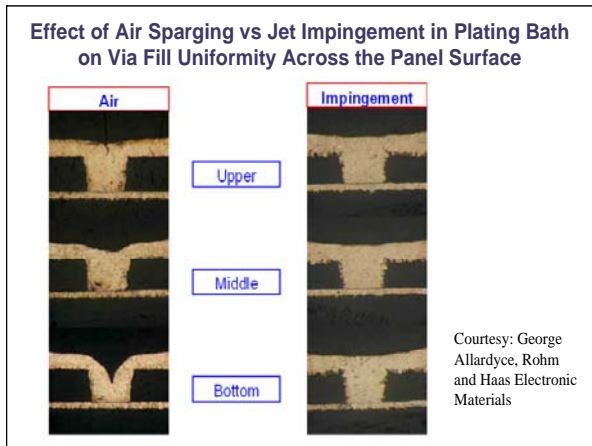 Effect of Air Sparging vs Jet Impingement in Plating Bath
on Via Fill Uniformity Across the Panel Surface
Air
Impingement
Upper
Middle
Bottom
Courtesy: George
Allardyce, Rohm
and Haas Electronic
Materials